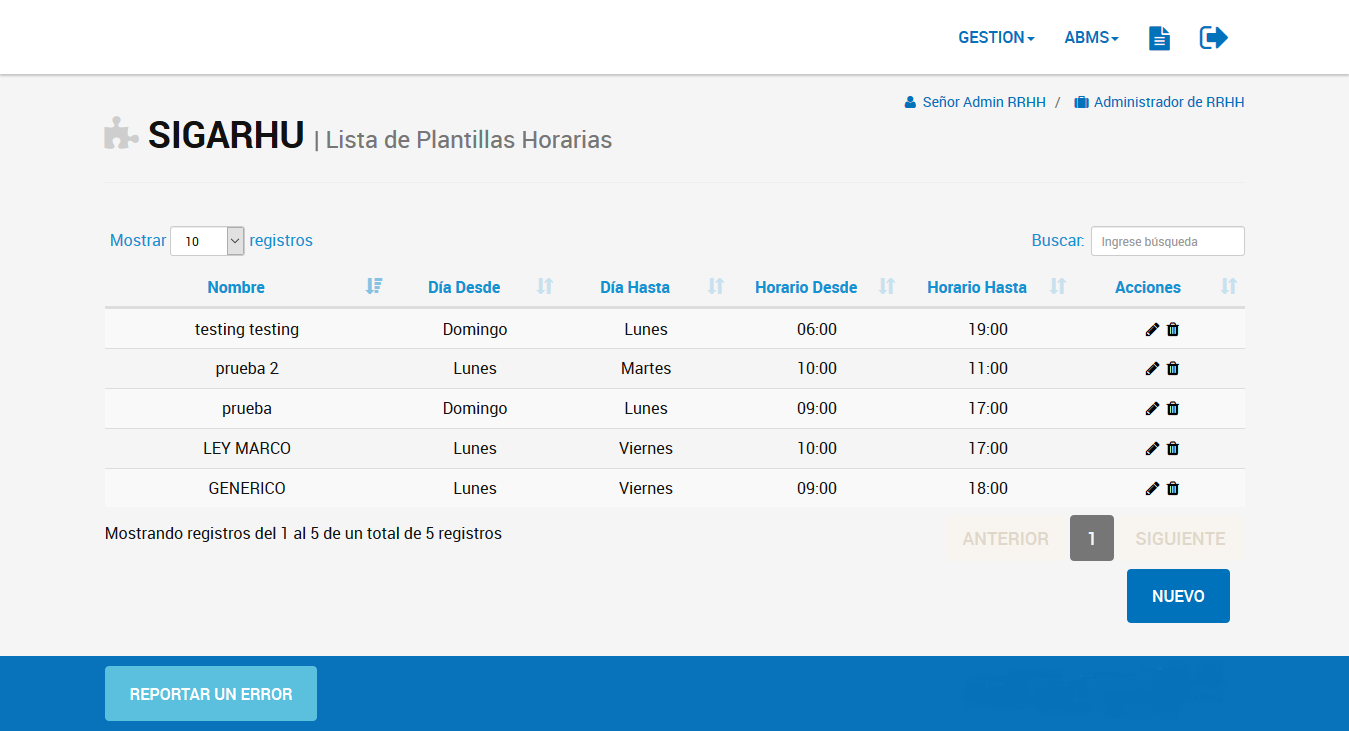 GESTION ABMS
Señor Admin RRHH / Administrador de RRHH
SIGARHU | Lista de Plantillas Horarias
Mostrar 10 registros Buscar: Ingrese búsqueda
Nombre Día Desde Día Hasta Horario Desde Horario Hasta Acciones
testing testing Domingo Lunes 06:00 19:00
prueba 2 Lunes Martes 10:00 11:00
prueba Domingo Lunes 09:00 17:00
LEY MARCO Lunes Viernes 10:00 17:00
GENERICO Lunes Viernes 09:00 18:00
Mostrando registros del 1 al 5 de un total de 5 registros ANTERIOR 1 SIGUIENTE
NUEVO
REPORTAR UN ERROR